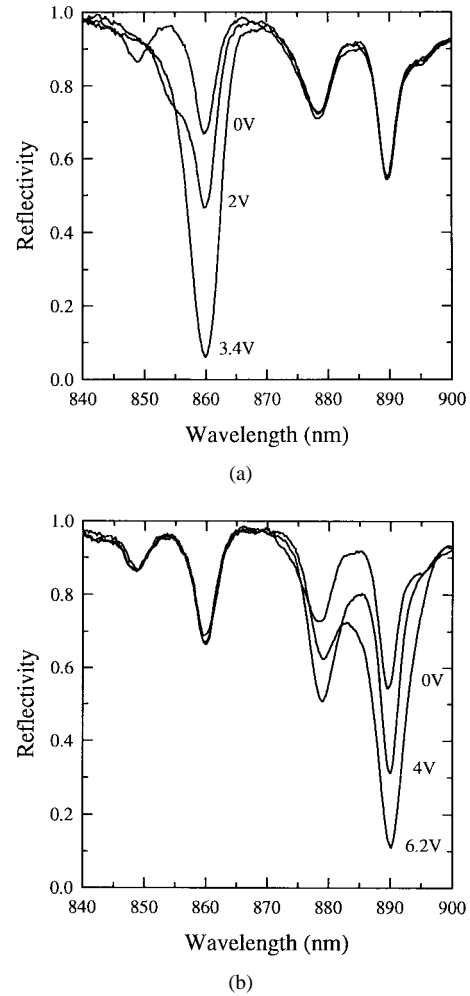 1.0
0.8
0.6
0.4
0.2
0.0
Reflectivity
0V
2V
3.4V
840 850 860 870 880 890 900
Wavelength (nm)
(a)
1.0
0.8
0.6
0.4
0.2
0.0
Reflectivity
0V
4V
6.2V
840 850 860 870 880 890 900
Wavelength (nm)
(b)